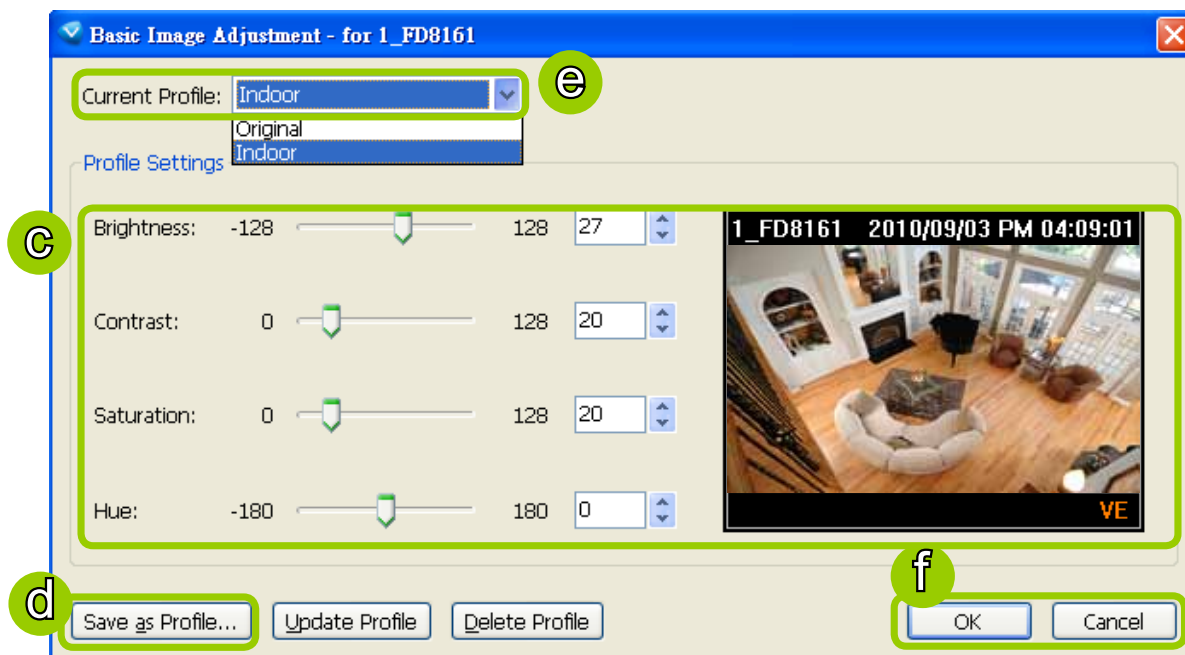 Basic Image Adjustment - for 1_FD8161
Current Profile: Indoor
e
Original
Indoor
Profile Settings
c
Brightness: -128 128 27
1_FD8161 2010/09/03 PM 04:09:01
Contrast: 0 128 20
Saturation: 0 128 20
Hue: -180 180 0
VE
d
Save as Profile... Update Profile Delete Profile
f
OK Cancel